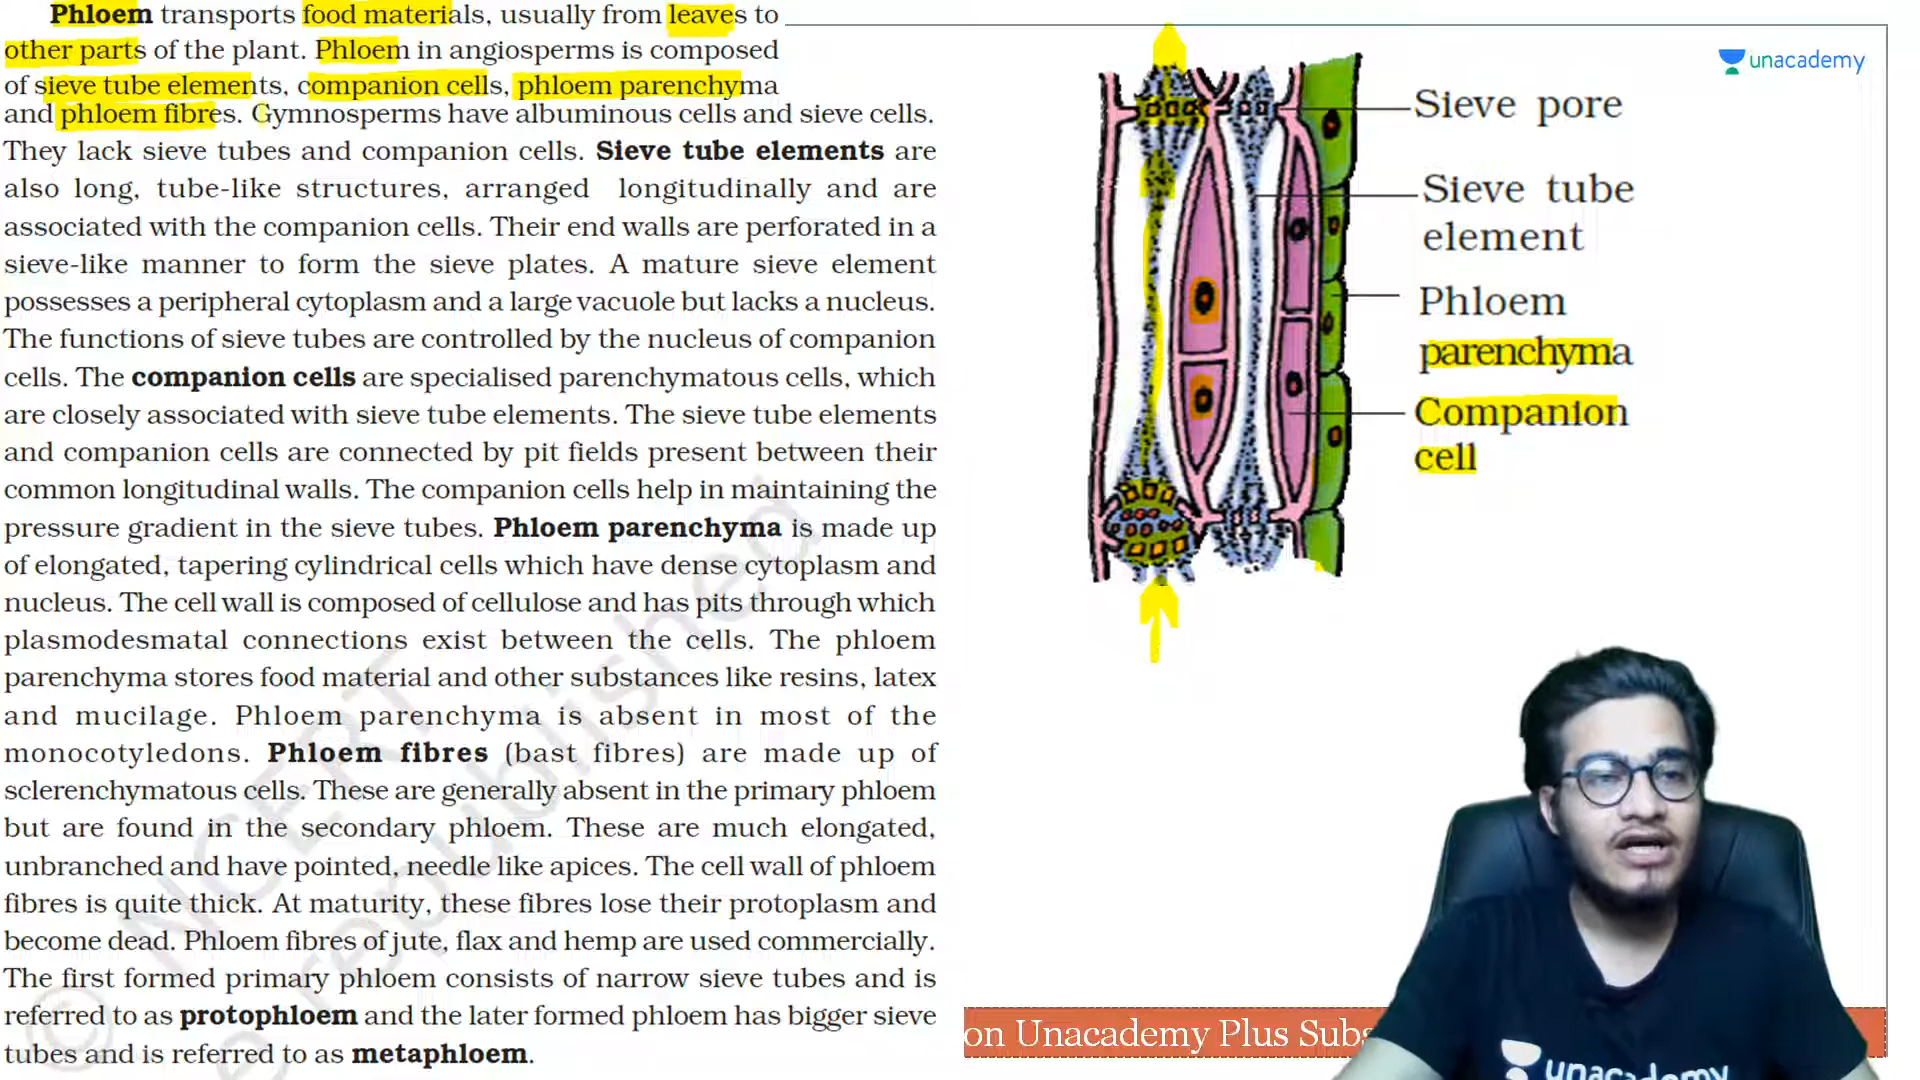 Phloem transports food materials, usually from leaves to
other parts of the plant. Phloem in angiosperms is composed
of sieve tube elements, companion cells, phloem parenchyma
and phloem fibres. Gymnosperms have albuminous cells and sieve cells.
They lack sieve tubes and companion cells. Sieve tube elements are
also long, tube-like structures, arranged longitudinally and are
associated with the companion cells. Their end walls are perforated in a
sieve-like manner to form the sieve plates. A mature sieve element
possesses a peripheral cytoplasm and a large vacuole but lacks a nucleus.
The functions of sieve tubes are controlled by the nucleus of companion
cells. The companion cells are specialised parenchymatous cells, which
are closely associated with sieve tube elements. The sieve tube elements
and companion cells are connected by pit fields present between their
common longitudinal walls. The companion cells help in maintaining the
pressure gradient in the sieve tubes. Phloem parenchyma is made up
of elongated, tapering cylindrical cells which have dense cytoplasm and
nucleus. The cell wall is composed of cellulose and has pits through which
plasmodesmatal connections exist between the cells. The phloem
parenchyma stores food material and other substances like resins, latex
and mucilage. Phloem parenchyma is absent in most of the
monocotyledons. Phloem fibres (bast fibres) are made up of
sclerenchymatous cells. These are generally absent in the primary phloem
but are found in the secondary phloem. These are much elongated,
unbranched and have pointed, needle like apices. The cell wall of phloem
fibres is quite thick. At maturity, these fibres lose their protoplasm and
become dead. Phloem fibres of jute, flax and hemp are used commercially.
The first formed primary phloem consists of narrow sieve tubes and is
referred to as protophloem and the later formed phloem has bigger sieve
tubes and is referred to as metaphloem.
© NCERT
republished
unacademy
Sieve pore
Sieve tube
element
Phloem
parenchyma
Companion
cell
on Unacademy Plus Subs
unacademy